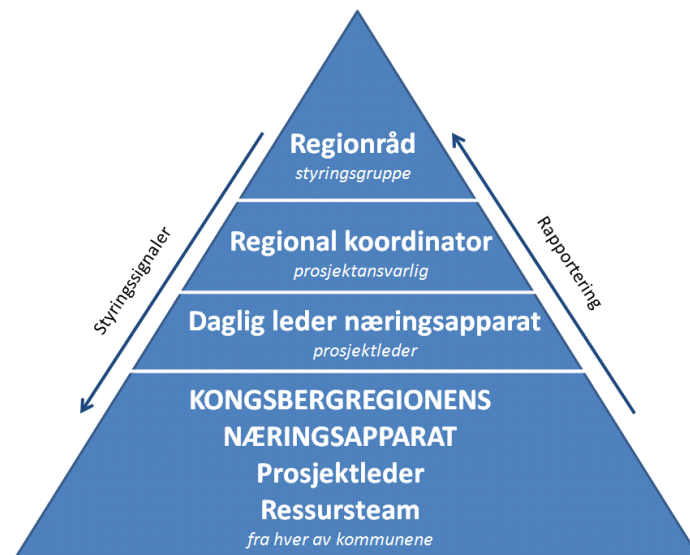 Regionråd
styringsgruppe
Regional koordinator
prosjektansvarlig
Daglig leder næringsapparat
prosjektleder
KONGSBERGREGIONENS
NÆRINGSAPPARAT
Prosjektleder
Ressursteam
fra hver av kommunene
Styringssignaler
Rapportering